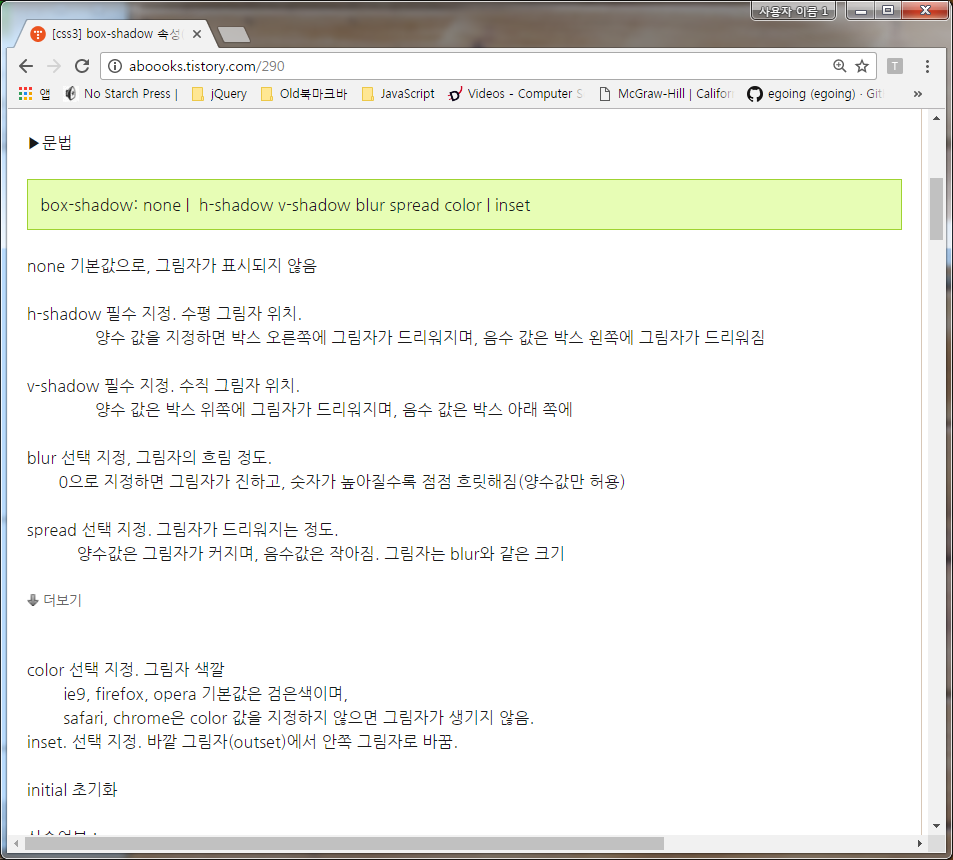 사용자 이름 1
[css3] box-shadow 속성
aboooks.tistory.com/290
T
앱
No Starch Press |
jQuery
Old북마크바
JavaScript
Videos - Computer S
McGraw-Hill | Califor
egoing (egoing) · Git
»
▶문법
box-shadow: none | h-shadow v-shadow blur spread color | inset
none 기본값으로, 그림자가 표시되지 않음
h-shadow 필수 지정. 수평 그림자 위치.
양수 값을 지정하면 박스 오른쪽에 그림자가 드리워지며, 음수 값은 박스 왼쪽에 그림자가 드리워짐
v-shadow 필수 지정. 수직 그림자 위치.
양수 값은 박스 위쪽에 그림자가 드리워지며, 음수 값은 박스 아래 쪽에
blur 선택 지정, 그림자의 흐림 정도.
0으로 지정하면 그림자가 진하고, 숫자가 높아질수록 점점 흐릿해짐(양수값만 허용)
spread 선택 지정. 그림자가 드리워지는 정도.
양수값은 그림자가 커지며, 음수값은 작아짐. 그림자는 blur와 같은 크기
더보기
color 선택 지정. 그림자 색깔
ie9, firefox, opera 기본값은 검은색이며,
safari, chrome은 color 값을 지정하지 않으면 그림자가 생기지 않음.
inset. 선택 지정. 바깥 그림자(outset)에서 안쪽 그림자로 바꿈.
initial 초기화